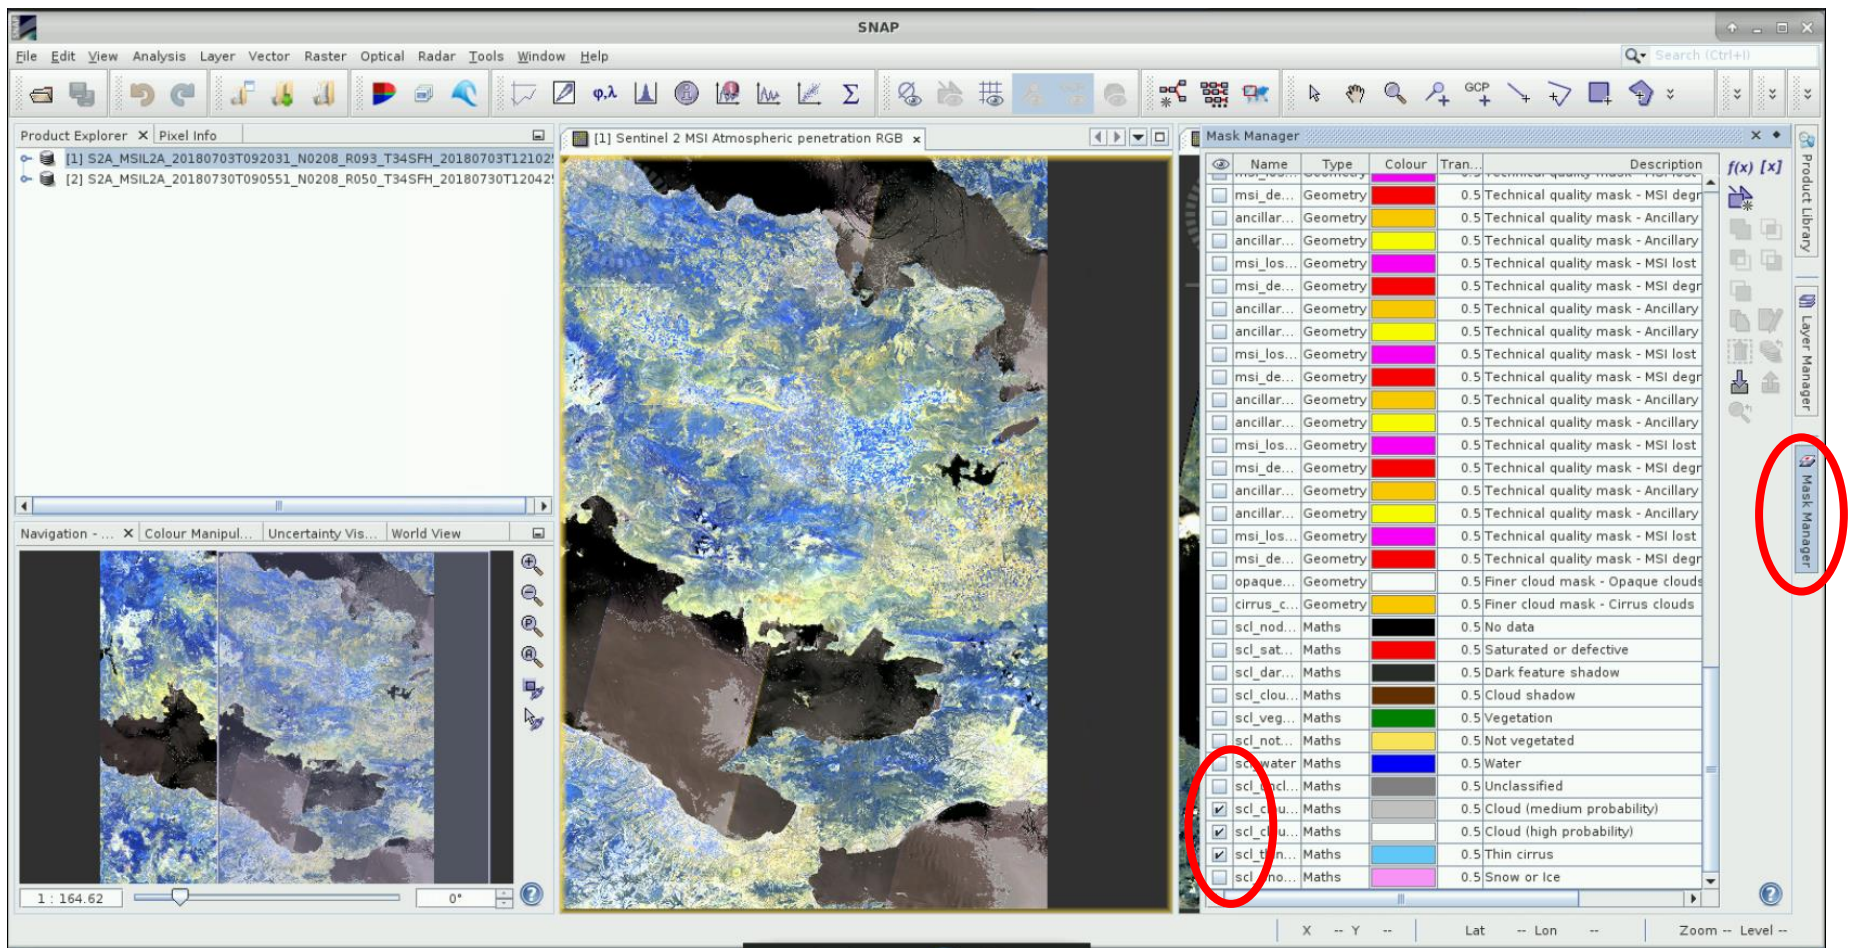 SNAP
File Edit View Analysis Layer Vector Raster Optical Radar Tools Window Help
Search (Ctrl+I)
φ,λ Σ GCP
Product Explorer Pixel Info
[1] S2A_MSIL2A_20180703T092031_N0208_R093_T34SFH_20180703T12102
[2] S2A_MSIL2A_20180730T090551_N0208_R050_T34SFH_20180730T12042
[1] Sentinel 2 MSI Atmospheric penetration RGB
Navigation - ... Colour Manipul... Uncertainty Vis... World View
1 : 164.62
0°
Mask Manager
Name Type Colour Tran... Description
msi_de... Geometry 0.5 Technical quality mask - MSI degr
ancillar... Geometry 0.5 Technical quality mask - Ancillary
ancillar... Geometry 0.5 Technical quality mask - Ancillary
msi_los... Geometry 0.5 Technical quality mask - MSI lost
msi_de... Geometry 0.5 Technical quality mask - MSI degr
ancillar... Geometry 0.5 Technical quality mask - Ancillary
ancillar... Geometry 0.5 Technical quality mask - Ancillary
msi_los... Geometry 0.5 Technical quality mask - MSI lost
msi_de... Geometry 0.5 Technical quality mask - MSI degr
ancillar... Geometry 0.5 Technical quality mask - Ancillary
ancillar... Geometry 0.5 Technical quality mask - Ancillary
msi_los... Geometry 0.5 Technical quality mask - MSI lost
msi_de... Geometry 0.5 Technical quality mask - MSI degr
ancillar... Geometry 0.5 Technical quality mask - Ancillary
ancillar... Geometry 0.5 Technical quality mask - Ancillary
msi_los... Geometry 0.5 Technical quality mask - MSI lost
msi_de... Geometry 0.5 Technical quality mask - MSI degr
opaque... Geometry 0.5 Finer cloud mask - Opaque clouds
cirrus_c... Geometry 0.5 Finer cloud mask - Cirrus clouds
scl_nod... Maths 0.5 No data
scl_sat... Maths 0.5 Saturated or defective
scl_dar... Maths 0.5 Dark feature shadow
scl_clou... Maths 0.5 Cloud shadow
scl_veg... Maths 0.5 Vegetation
scl_not... Maths 0.5 Not vegetated
scl_water Maths 0.5 Water
Maths 0.5 Unclassified
Maths 0.5 Cloud (medium probability)
Maths 0.5 Cloud (high probability)
Maths 0.5 Thin cirrus
Maths 0.5 Snow or Ice
f(x) [x]
Product Library
Layer Manager
Mask Manager
X -- Y -- Lat -- Lon -- Zoom -- Level --